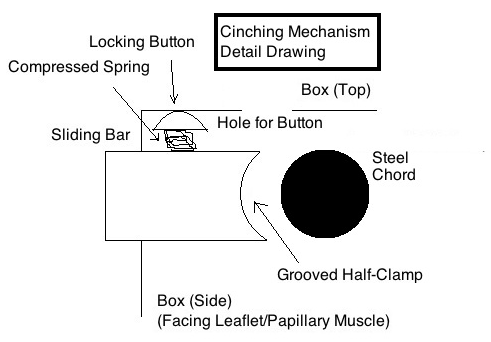 Cinching Mechanism
Detail Drawing
Locking Button
Compressed Spring
Box (Top)
Hole for Button
Sliding Bar
Steel
Chord
Grooved Half-Clamp
Box (Side)
(Facing Leaflet/Papillary Muscle)